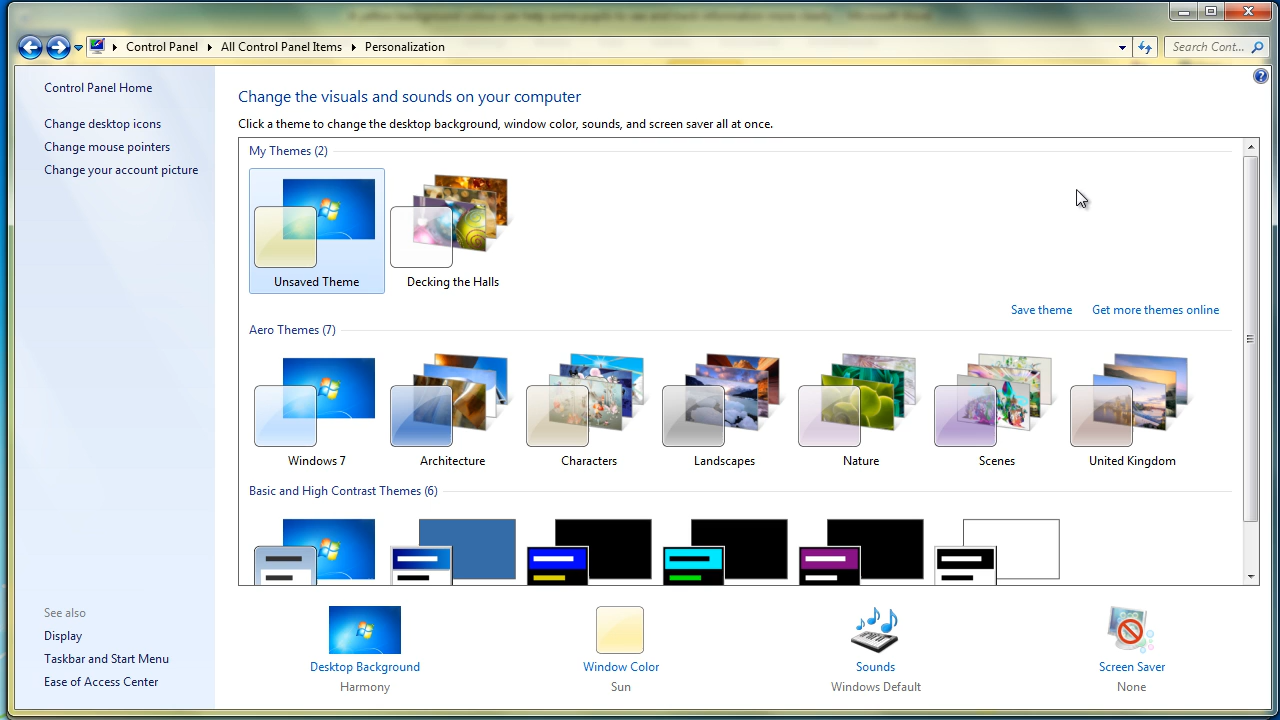 Control Panel
All Control Panel Items
Personalization
Search Cont...
Control Panel Home
Change desktop icons
Change mouse pointers
Change your account picture
Change the visuals and sounds on your computer
Click a theme to change the desktop background, window color, sounds, and screen saver all at once.
My Themes (2)
Unsaved Theme
Decking the Halls
Save theme
Get more themes online
Aero Themes (7)
Windows 7
Architecture
Characters
Landscapes
Nature
Scenes
United Kingdom
Basic and High Contrast Themes (6)
See also
Display
Taskbar and Start Menu
Ease of Access Center
Desktop Background
Harmony
Window Color
Sun
Sounds
Windows Default
Screen Saver
None